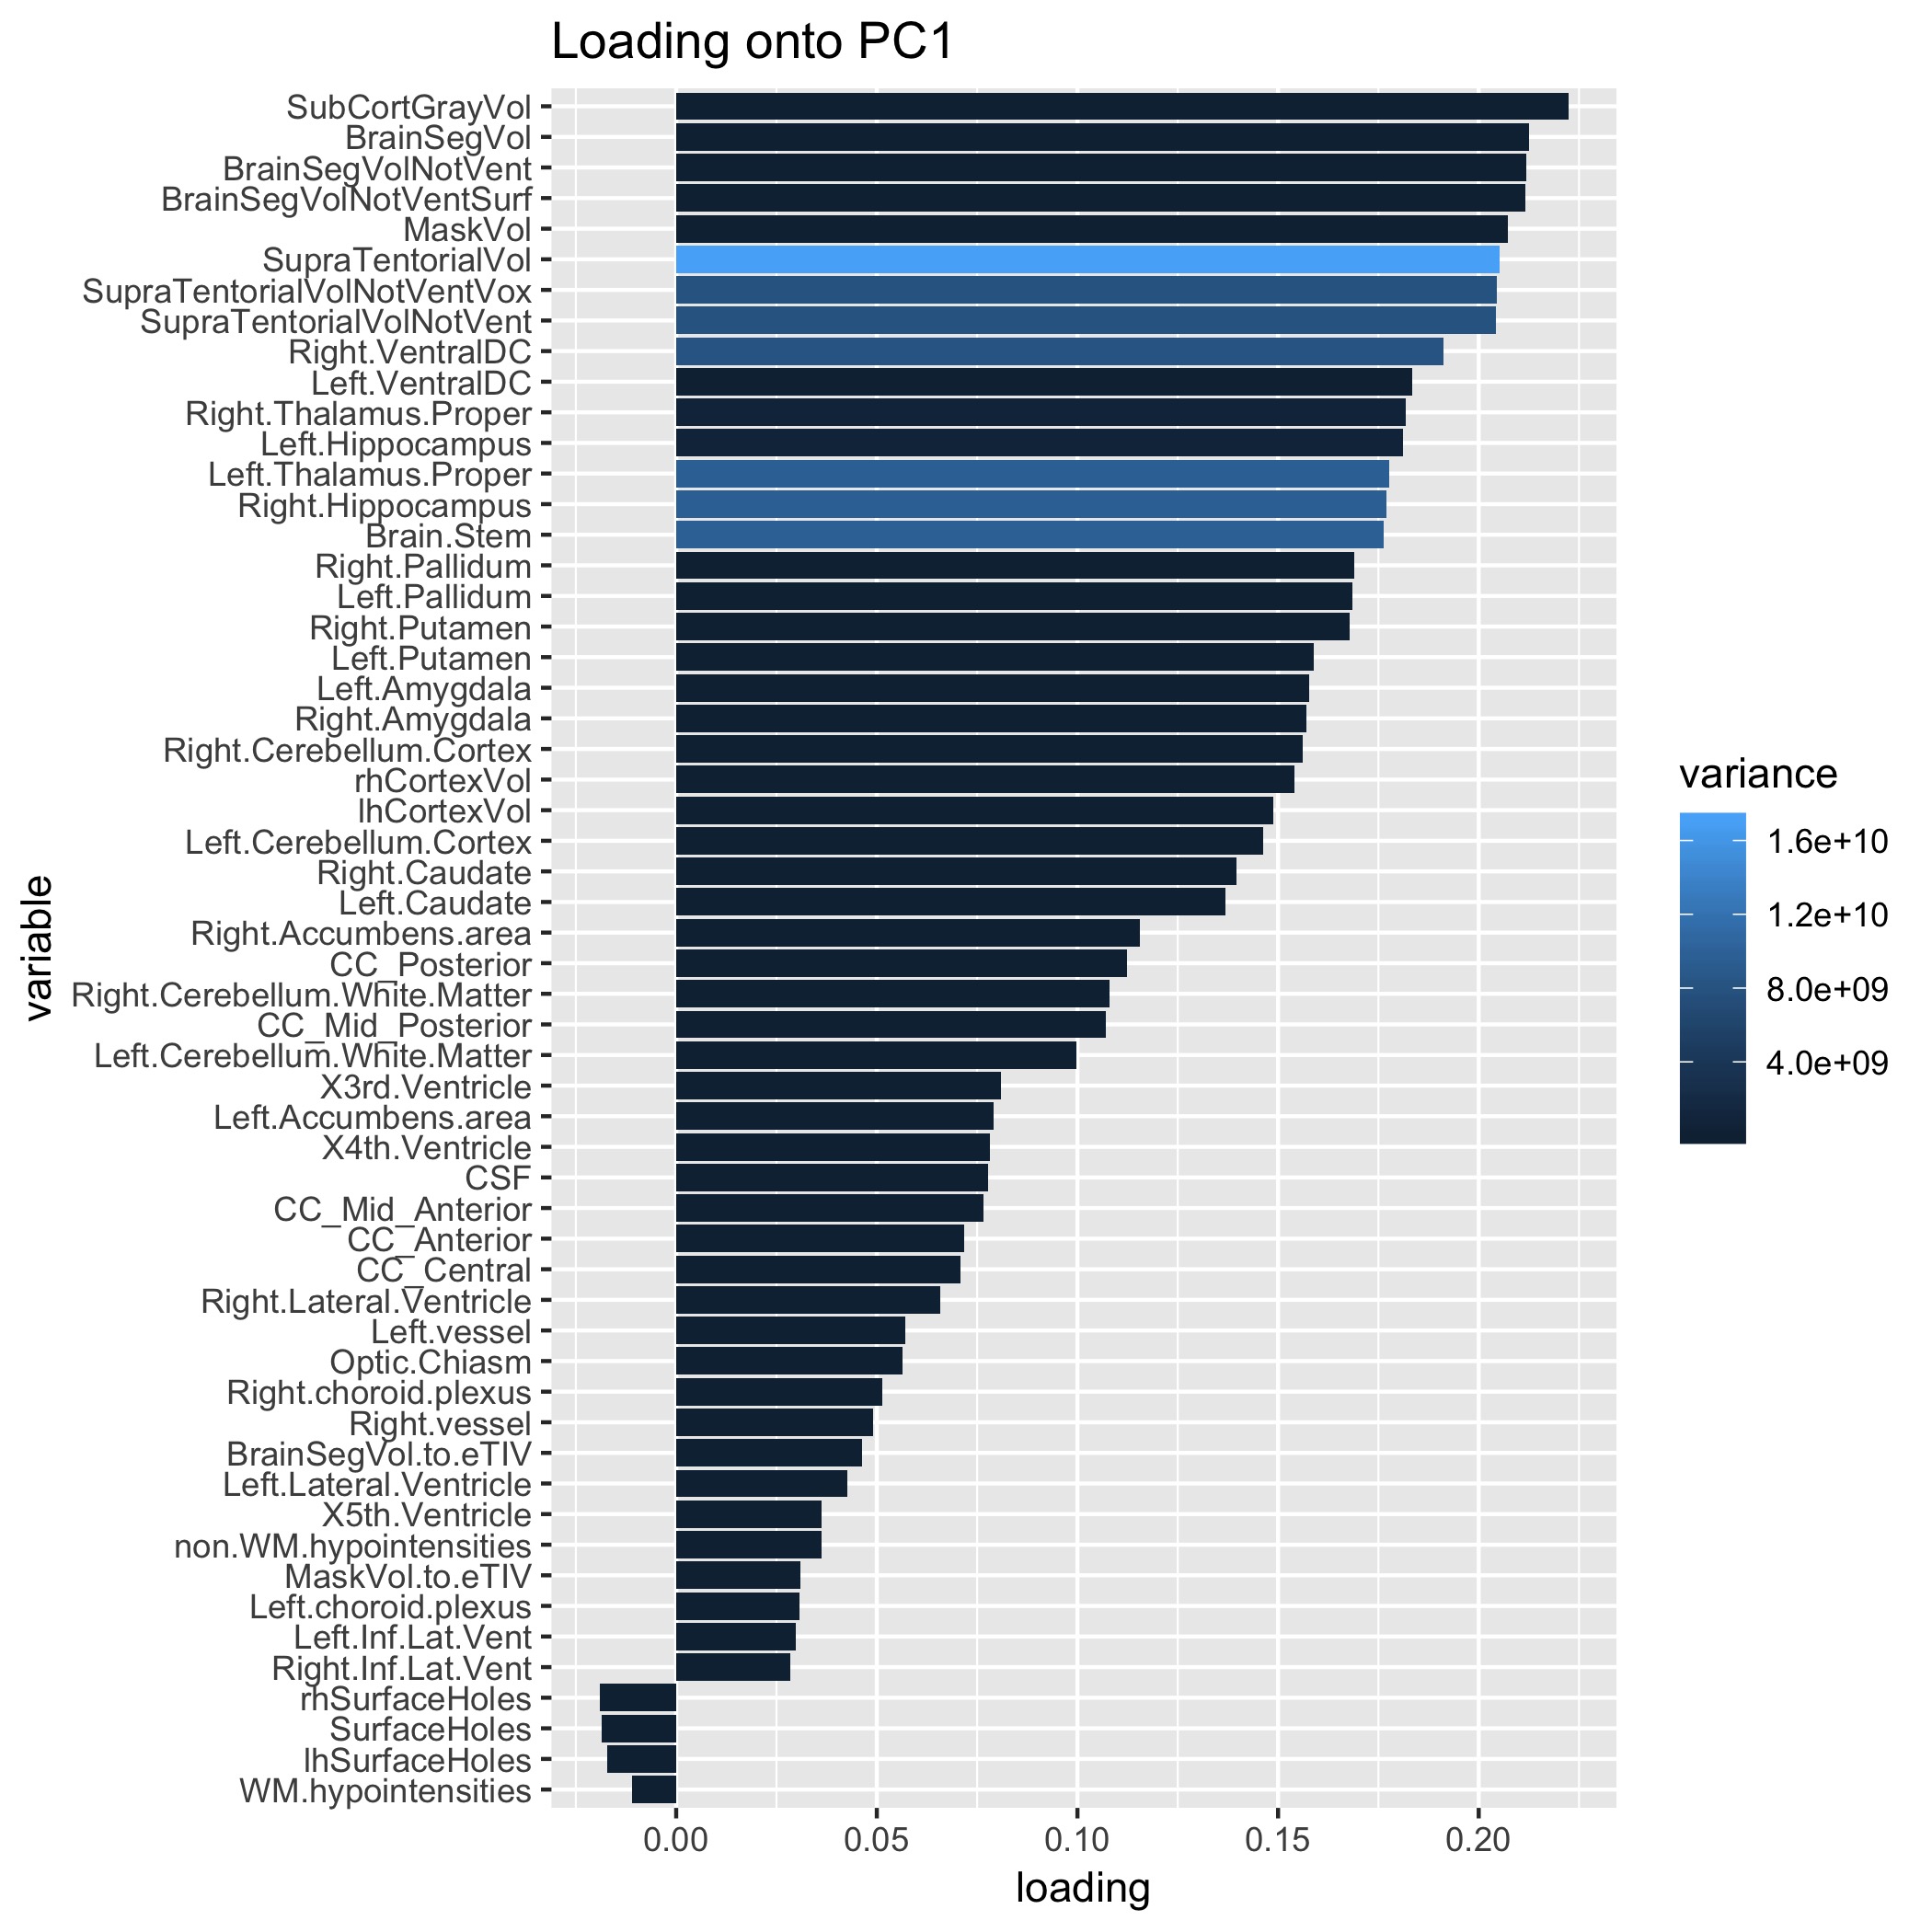 Loading onto PC1
SubCortGrayVol
BrainSegVol
BrainSegVolNotVent
BrainSegVolNotVentSurf
MaskVol
SupraTentorialVol
SupraTentorialVolNotVentVox
SupraTentorialVolNotVent
Right.VentralDC
Left.VentralDC
Right.Thalamus.Proper
Left.Hippocampus
Left.Thalamus.Proper
Right.Hippocampus
Brain.Stem
Right.Pallidum
Left.Pallidum
Right.Putamen
Left.Putamen
Left.Amygdala
Right.Amygdala
Right.Cerebellum.Cortex
rhCortexVol
lhCortexVol
Left.Cerebellum.Cortex
Right.Caudate
Left.Caudate
Right.Accumbens.area
CC_Posterior
Right.Cerebellum.White.Matter
CC_Mid_Posterior
Left.Cerebellum.White.Matter
X3rd.Ventricle
Left.Accumbens.area
X4th.Ventricle
CSF
CC_Mid_Anterior
CC_Anterior
CC_Central
Right.Lateral.Ventricle
Left.vessel
Optic.Chiasm
Right.choroid.plexus
Right.vessel
BrainSegVol.to.eTIV
Left.Lateral.Ventricle
X5th.Ventricle
non.WM.hypointensities
MaskVol.to.eTIV
Left.choroid.plexus
Left.Inf.Lat.Vent
Right.Inf.Lat.Vent
rhSurfaceHoles
SurfaceHoles
lhSurfaceHoles
WM.hypointensities
variable
0.00 0.05 0.10 0.15 0.20
loading
variance
1.6e+10
1.2e+10
8.0e+09
4.0e+09